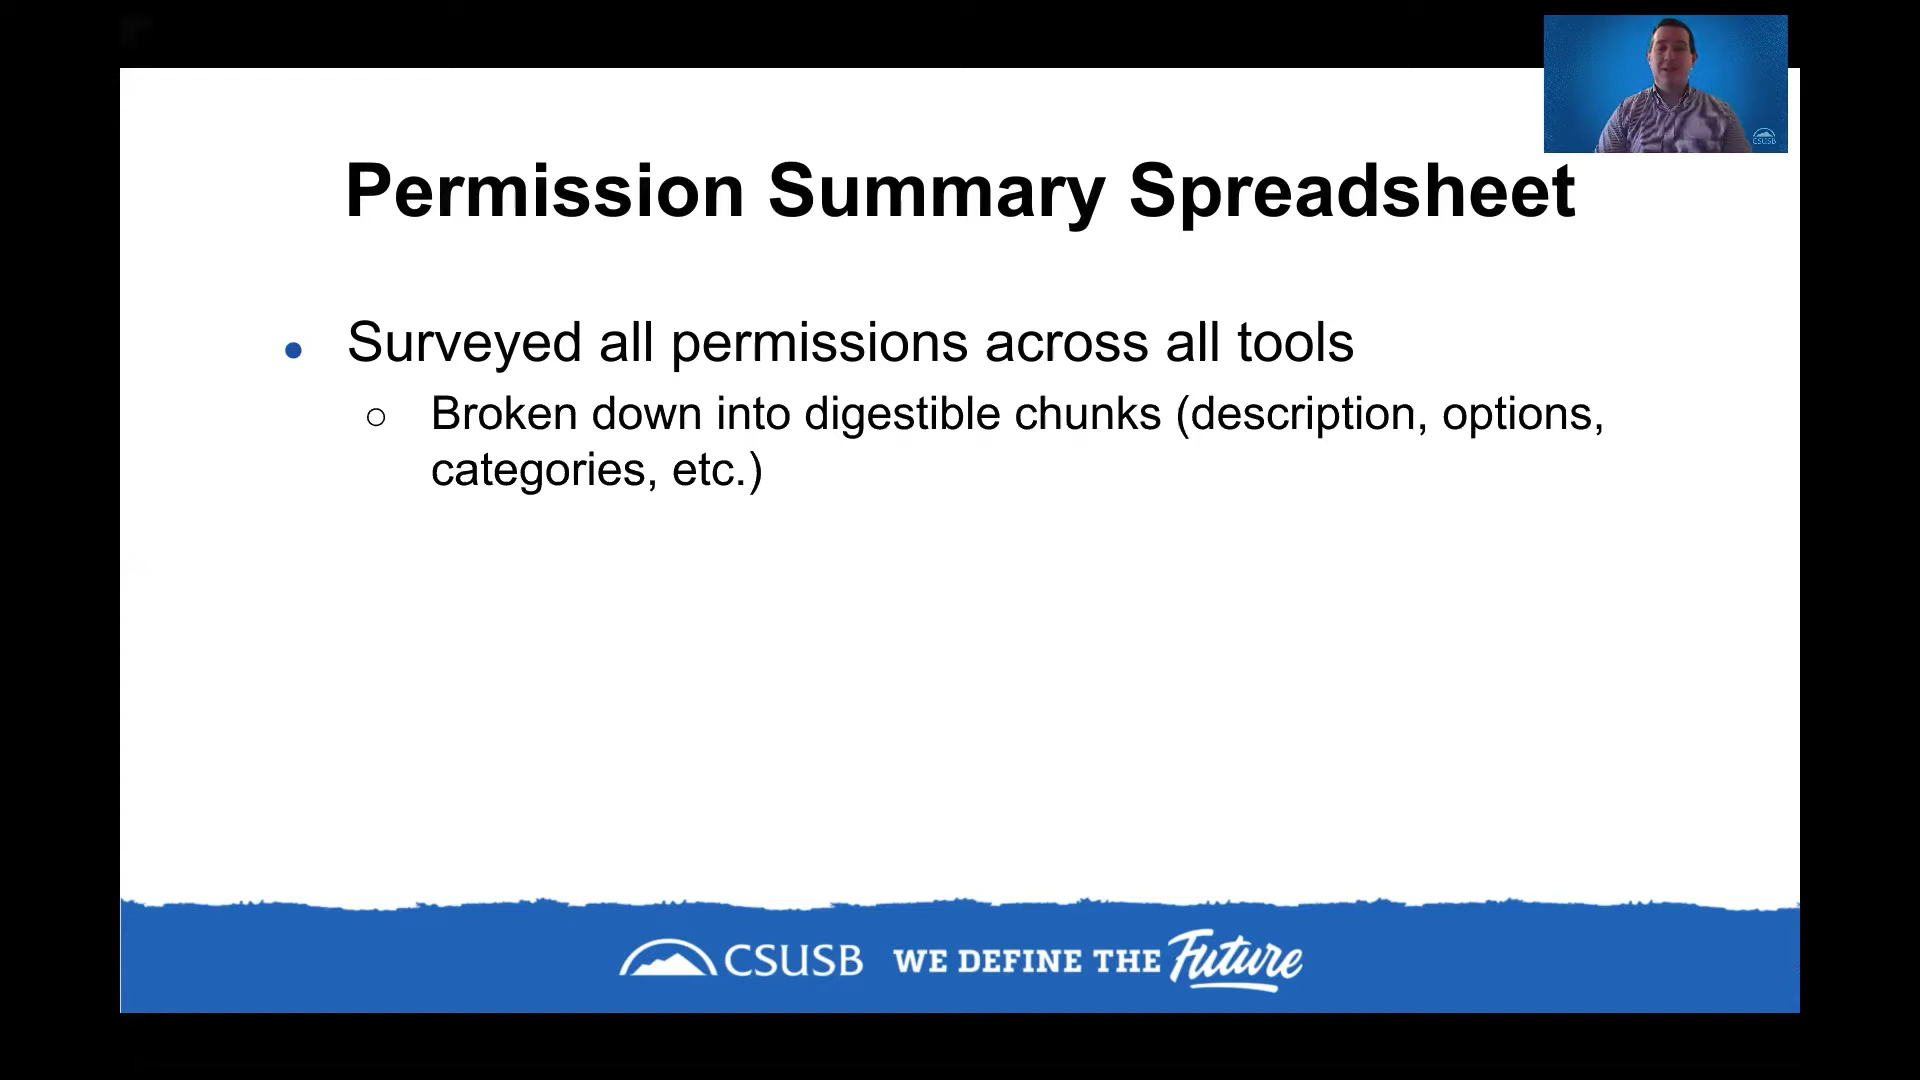 Permission Summary Spreadsheet
● Surveyed all permissions across all tools
○ Broken down into digestible chunks (description, options,
categories, etc.)
CSUSB WE DEFINE THE Future
CSUSB